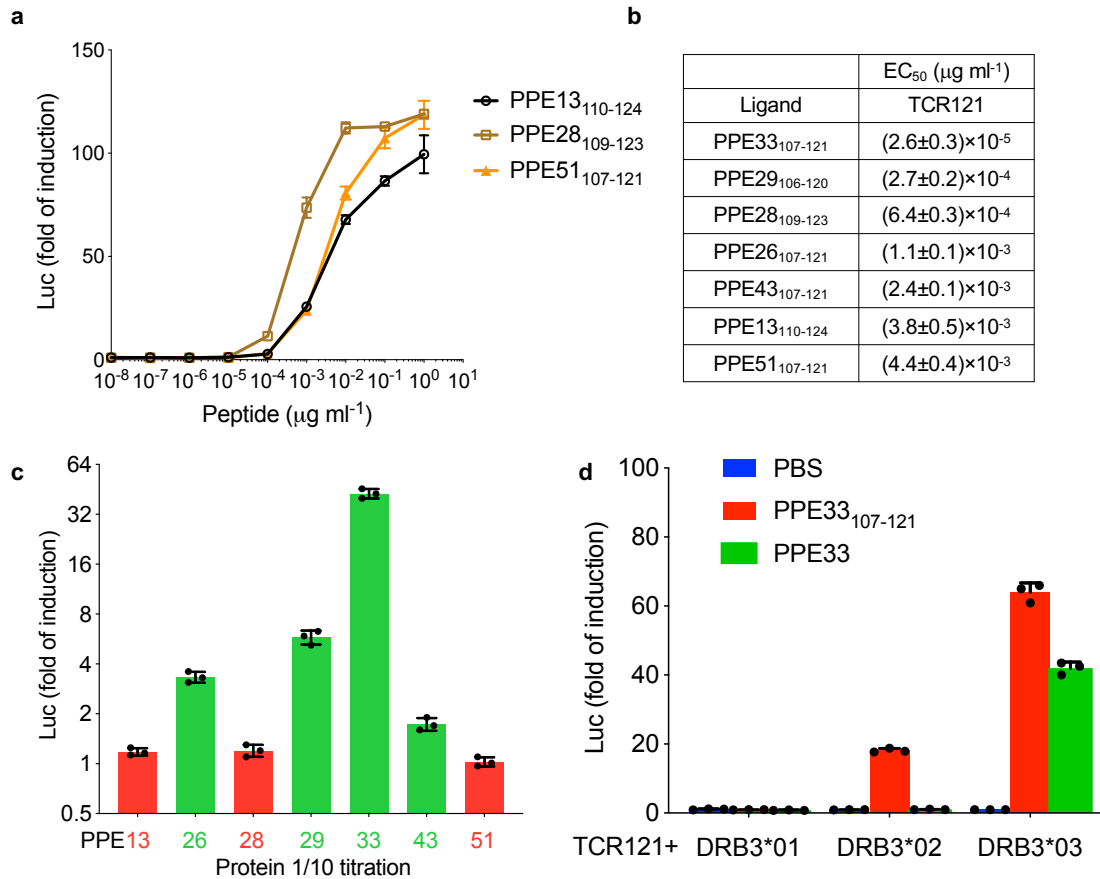 a
150
100
50
0
Luc (fold of induction)
10⁻⁸ 10⁻⁷ 10⁻⁶ 10⁻⁵ 10⁻⁴ 10⁻³ 10⁻² 10⁻¹ 10⁰ 10¹
Peptide (μg ml⁻¹)
PPE13₁₁₀₋₁₂₄
PPE28₁₀₉₋₁₂₃
PPE51₁₀₇₋₁₂₁
b
EC₅₀ (μg ml⁻¹)
Ligand TCR121
PPE33₁₀₇₋₁₂₁ (2.6±0.3)×10⁻⁵
PPE29₁₀₆₋₁₂₀ (2.7±0.2)×10⁻⁴
PPE28₁₀₉₋₁₂₃ (6.4±0.3)×10⁻⁴
PPE26₁₀₇₋₁₂₁ (1.1±0.1)×10⁻³
PPE43₁₀₇₋₁₂₁ (2.4±0.1)×10⁻³
PPE13₁₁₀₋₁₂₄ (3.8±0.5)×10⁻³
PPE51₁₀₇₋₁₂₁ (4.4±0.4)×10⁻³
c
64
32
16
8
4
2
1
0.5
Luc (fold of induction)
PPE13 26 28 29 33 43 51
Protein 1/10 titration
d
100
80
60
40
20
0
Luc (fold of induction)
PBS
PPE33₁₀₇₋₁₂₁
PPE33
TCR121+ DRB3*01 DRB3*02 DRB3*03